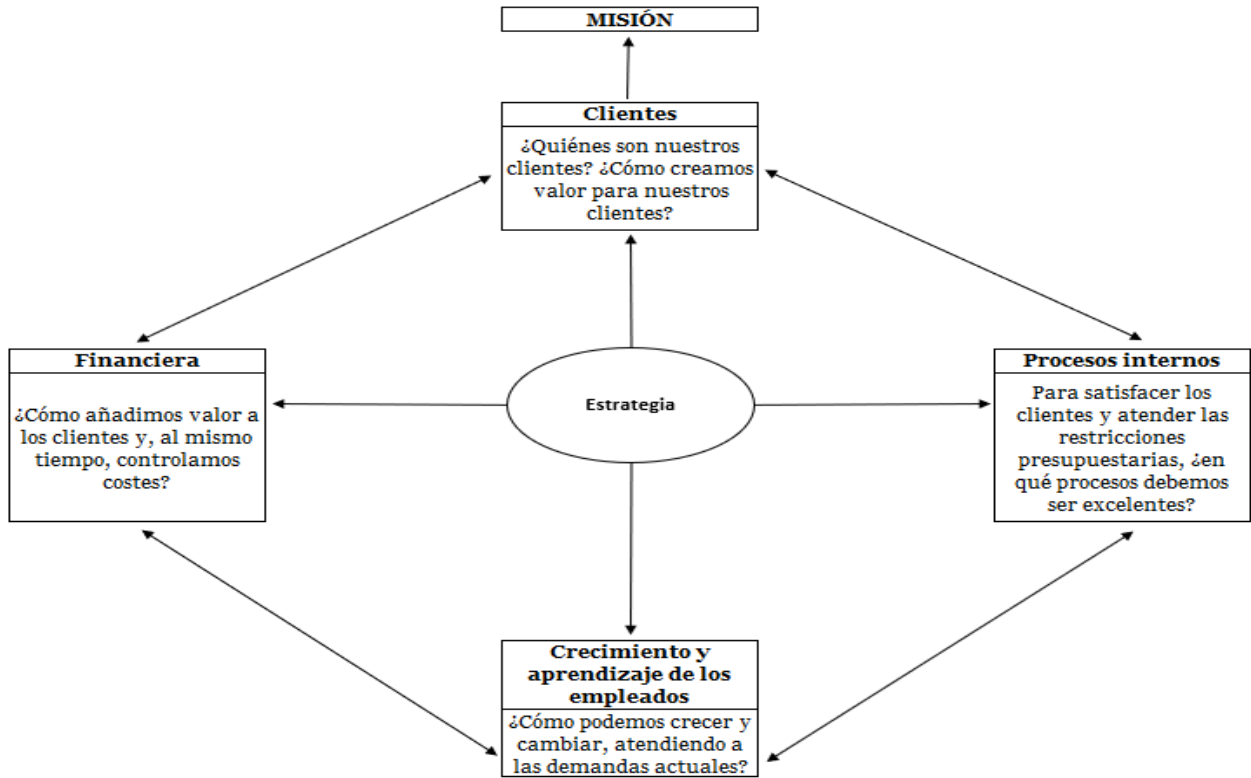 MISIÓN
Clientes
¿Quiénes son nuestros
clientes? ¿Cómo creamos
valor para nuestros
clientes?
Financiera
¿Cómo añadimos valor a
los clientes y, al mismo
tiempo, controlamos
costes?
Estrategia
Procesos internos
Para satisfacer los
clientes y atender las
restricciones
presupuestarias, ¿en
qué procesos debemos
ser excelentes?
Crecimiento y
aprendizaje de los
empleados
¿Cómo podemos crecer y
cambiar, atendiendo a
las demandas actuales?